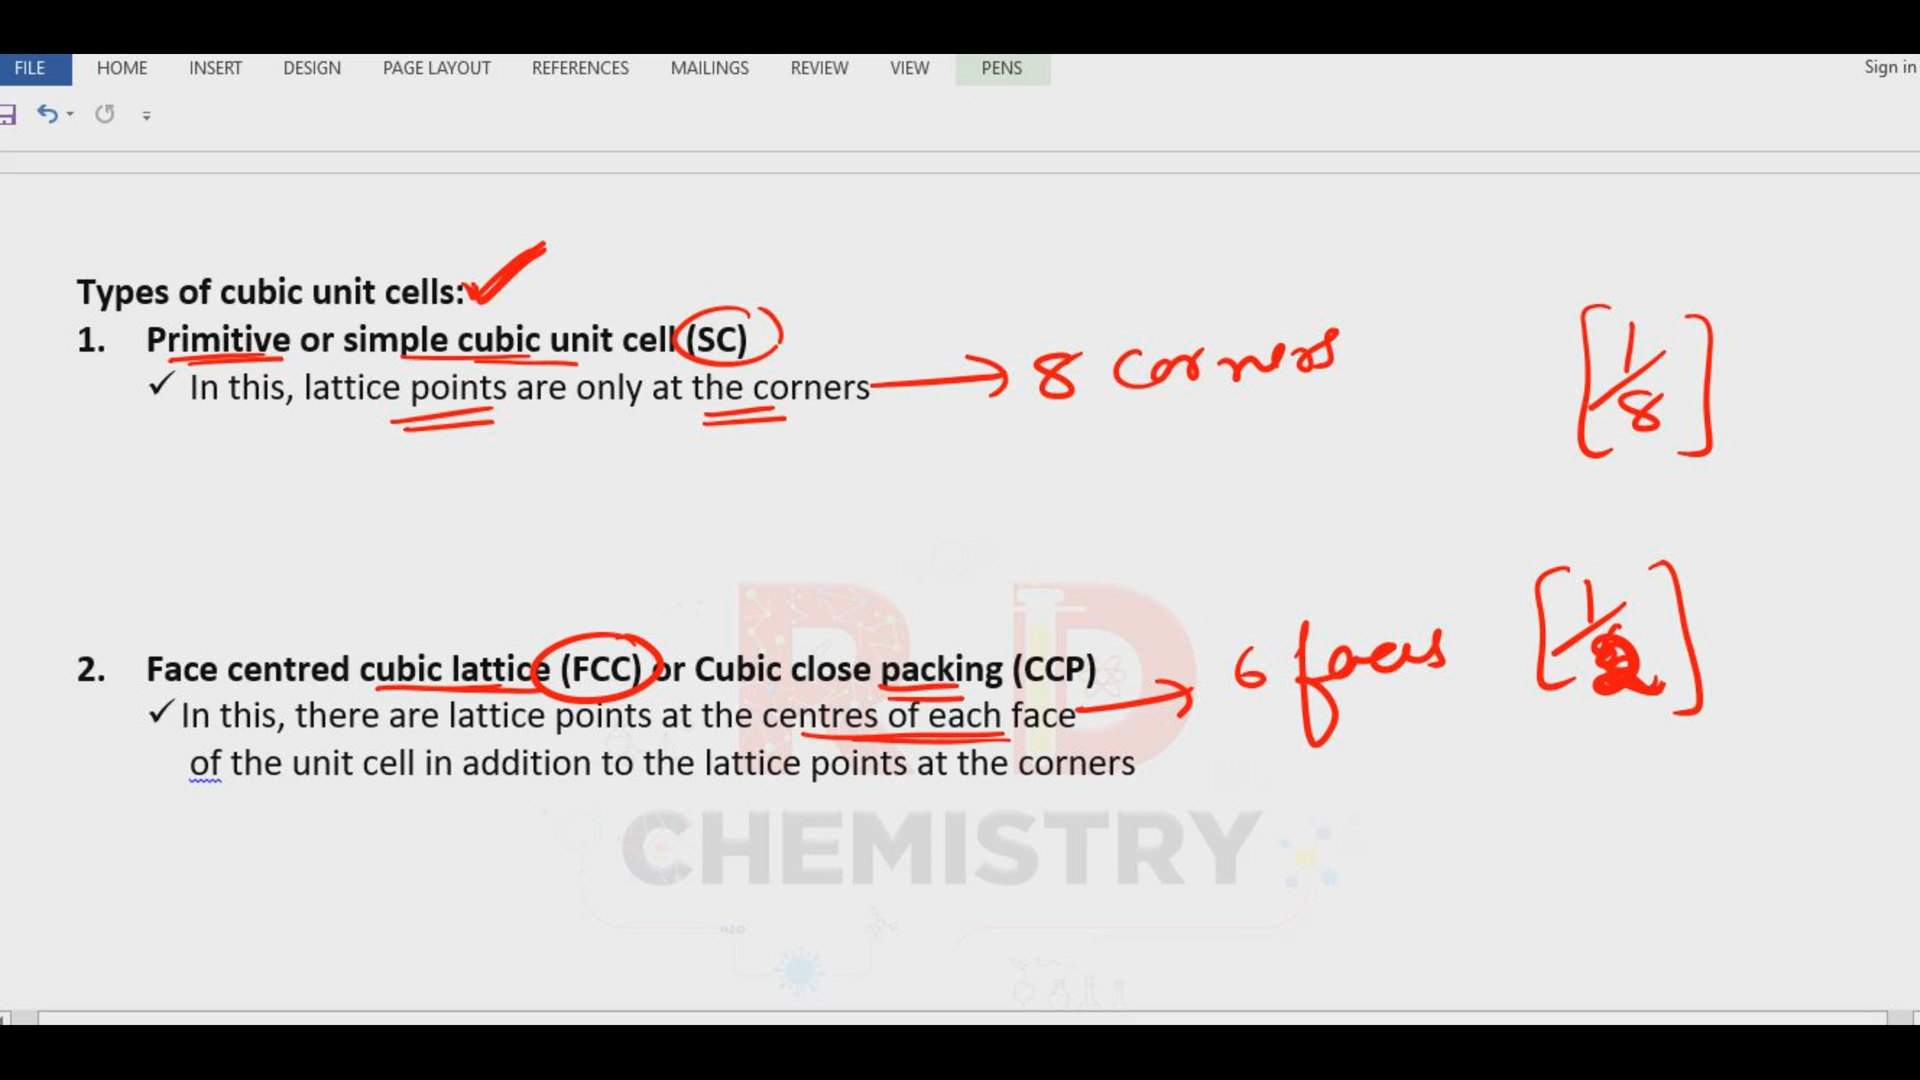 FILE HOME INSERT DESIGN PAGE LAYOUT REFERENCES MAILINGS REVIEW VIEW PENS Sign in
Types of cubic unit cells:
1. Primitive or simple cubic unit cell (SC)
✓ In this, lattice points are only at the corners → 8 corners [1/8]
2. Face centred cubic lattice (FCC) or Cubic close packing (CCP)
✓ In this, there are lattice points at the centres of each face → 6 faces [1/2]
of the unit cell in addition to the lattice points at the corners
R D
CHEMISTRY
H2O